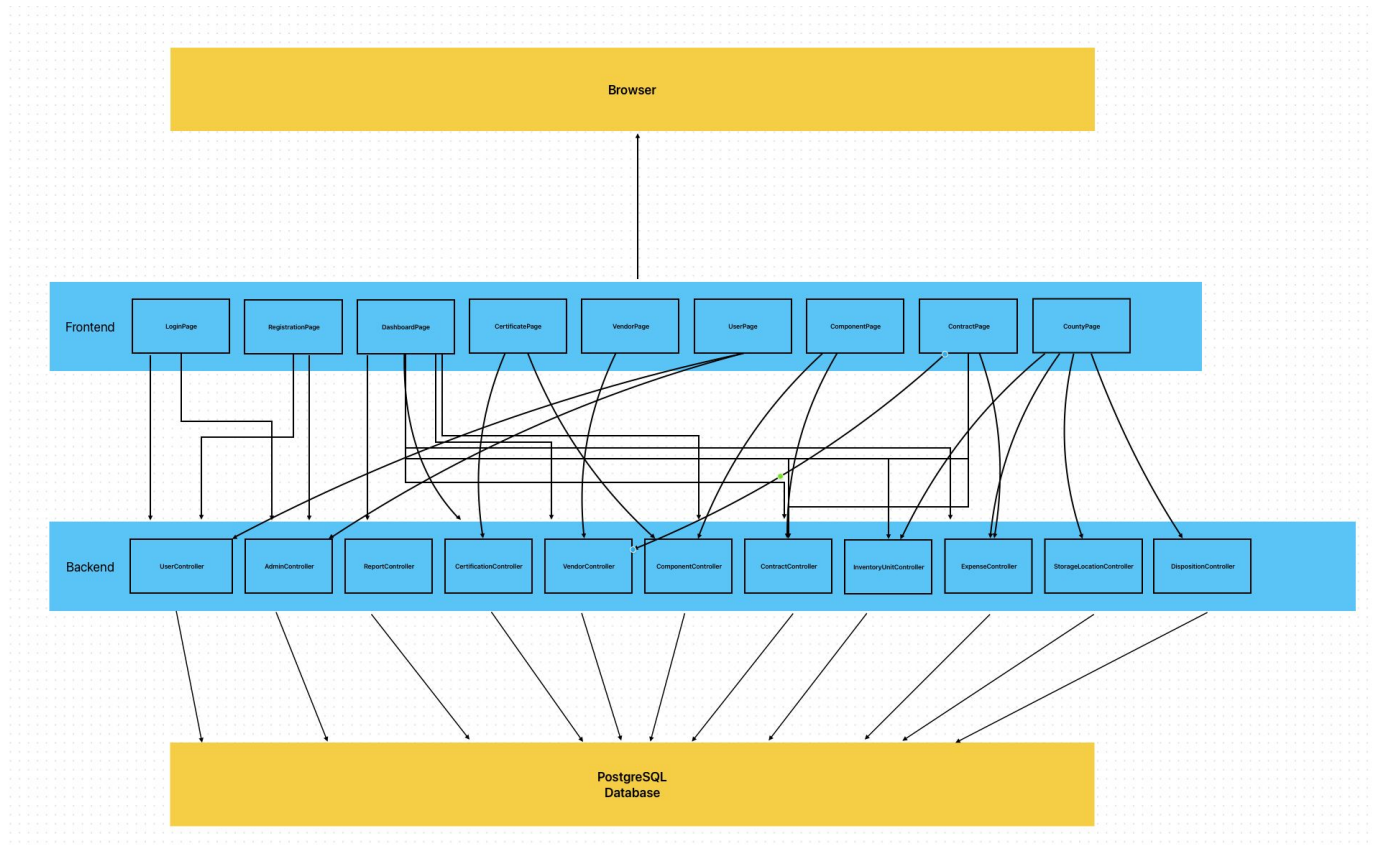 Browser
Frontend
LoginPage
RegistrationPage
DashboardPage
CertificatePage
VendorPage
UserPage
ComponentPage
ContractPage
CountyPage
Backend
UserController
AdminController
ReportController
CertificationController
VendorController
ComponentController
ContractController
InventoryUnitController
ExpenseController
StorageLocationController
DispositionController
PostgreSQL
Database